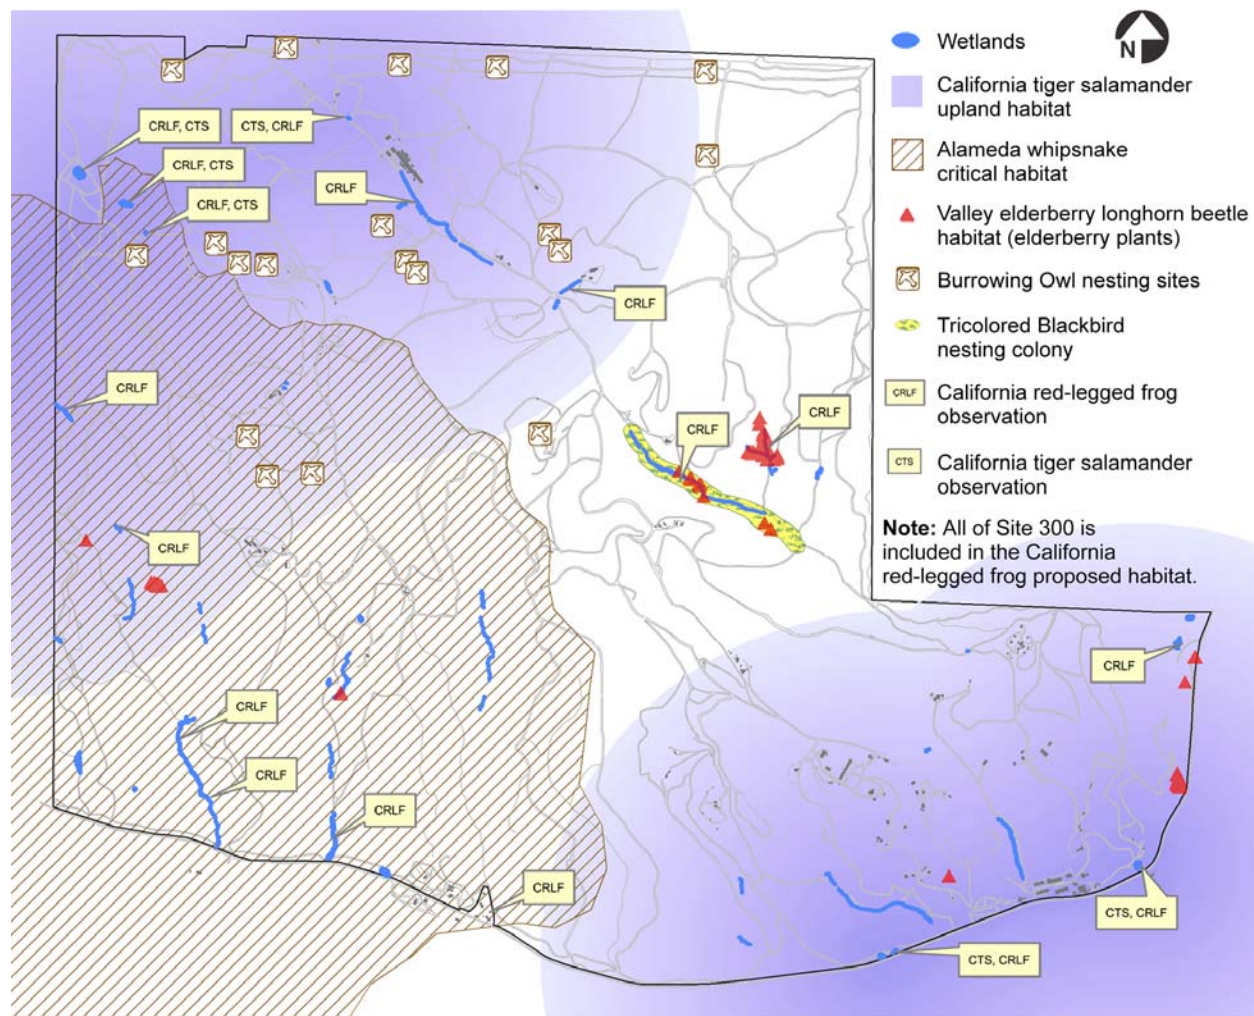 Wetlands
N
California tiger salamander
upland habitat
Alameda whipsnake
critical habitat
Valley elderberry longhorn beetle
habitat (elderberry plants)
Burrowing Owl nesting sites
Tricolored Blackbird
nesting colony
CRLF
California red-legged frog
observation
CTS
California tiger salamander
observation
Note: All of Site 300 is
included in the California
red-legged frog proposed habitat.
CRLF, CTS
CTS, CRLF
CRLF, CTS
CRLF
CRLF, CTS
CRLF
CRLF
CRLF
CRLF
CRLF
CRLF
CRLF
CRLF
CRLF
CRLF
CTS, CRLF
CTS, CRLF